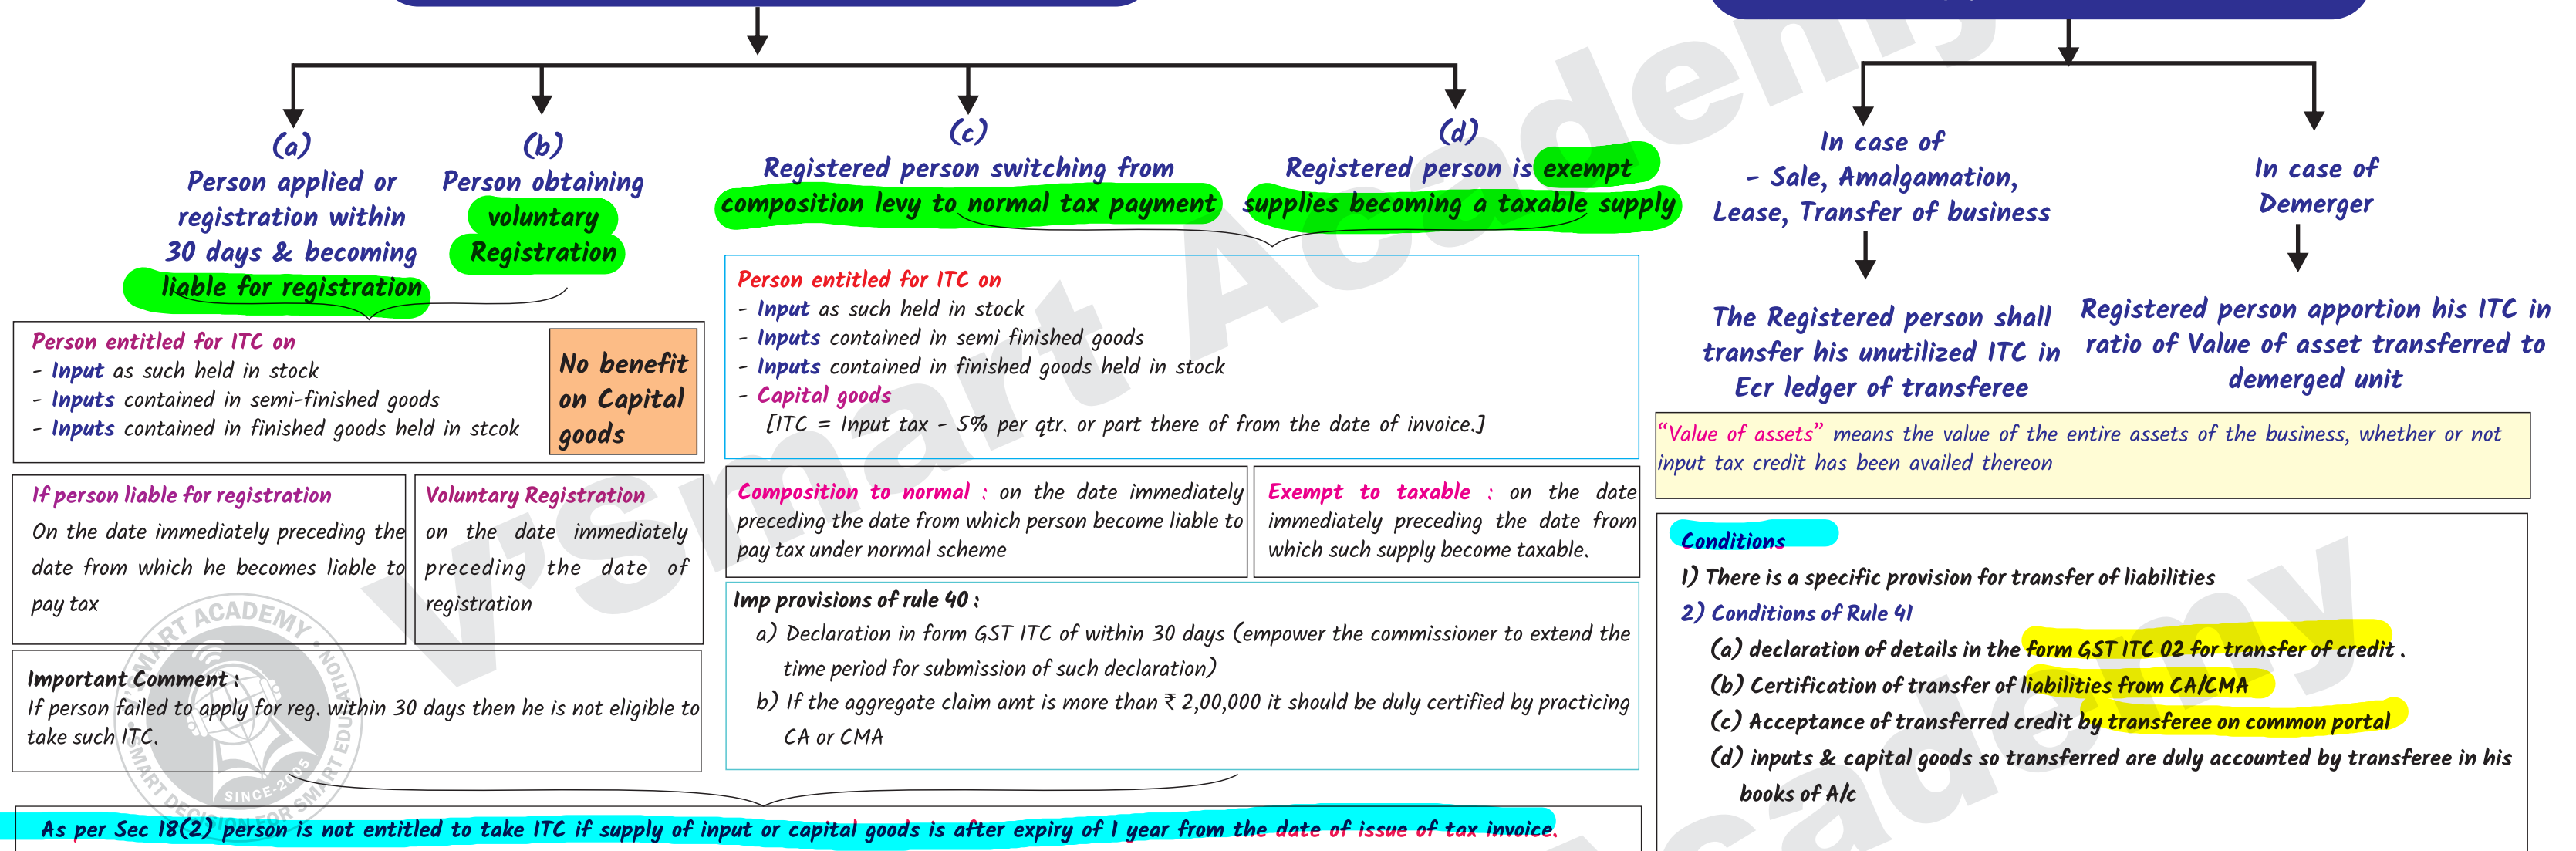 (a)
Person applied or
registration within
30 days & becoming
liable for registration
(b)
Person obtaining
voluntary
Registration
(c)
Registered person switching from
composition levy to normal tax payment
(d)
Registered person is exempt
supplies becoming a taxable supply
Person entitled for ITC on
- Input as such held in stock
- Inputs contained in semi-finished goods
- Inputs contained in finished goods held in stcok
No benefit
on Capital
goods
If person liable for registration
On the date immediately preceding the
date from which he becomes liable to
pay tax
Voluntary Registration
on the date immediately
preceding the date of
registration
Important Comment :
If person failed to apply for reg. within 30 days then he is not eligible to
take such ITC.
Person entitled for ITC on
- Input as such held in stock
- Inputs contained in semi finished goods
- Inputs contained in finished goods held in stock
- Capital goods
[ITC = Input tax - 5% per qtr. or part there of from the date of invoice.]
Composition to normal : on the date immediately
preceding the date from which person become liable to
pay tax under normal scheme
Exempt to taxable : on the date
immediately preceding the date from
which such supply become taxable.
Imp provisions of rule 40 :
a) Declaration in form GST ITC of within 30 days (empower the commissioner to extend the
time period for submission of such declaration)
b) If the aggregate claim amt is more than ₹ 2,00,000 it should be duly certified by practicing
CA or CMA
As per Sec 18(2) person is not entitled to take ITC if supply of input or capital goods is after expiry of 1 year from the date of issue of tax invoice.
In case of
- Sale, Amalgamation,
Lease, Transfer of business
The Registered person shall
transfer his unutilized ITC in
Ecr ledger of transferee
In case of
Demerger
Registered person apportion his ITC in
ratio of Value of asset transferred to
demerged unit
“Value of assets” means the value of the entire assets of the business, whether or not
input tax credit has been availed thereon
Conditions
1) There is a specific provision for transfer of liabilities
2) Conditions of Rule 41
(a) declaration of details in the form GST ITC 02 for transfer of credit .
(b) Certification of transfer of liabilities from CA/CMA
(c) Acceptance of transferred credit by transferee on common portal
(d) inputs & capital goods so transferred are duly accounted by transferee in his
books of A/c
V'Smart Academy
Academy
V'SMART ACADEMY
SMART DECISION FOR SMART EDUCATION
SINCE-2005